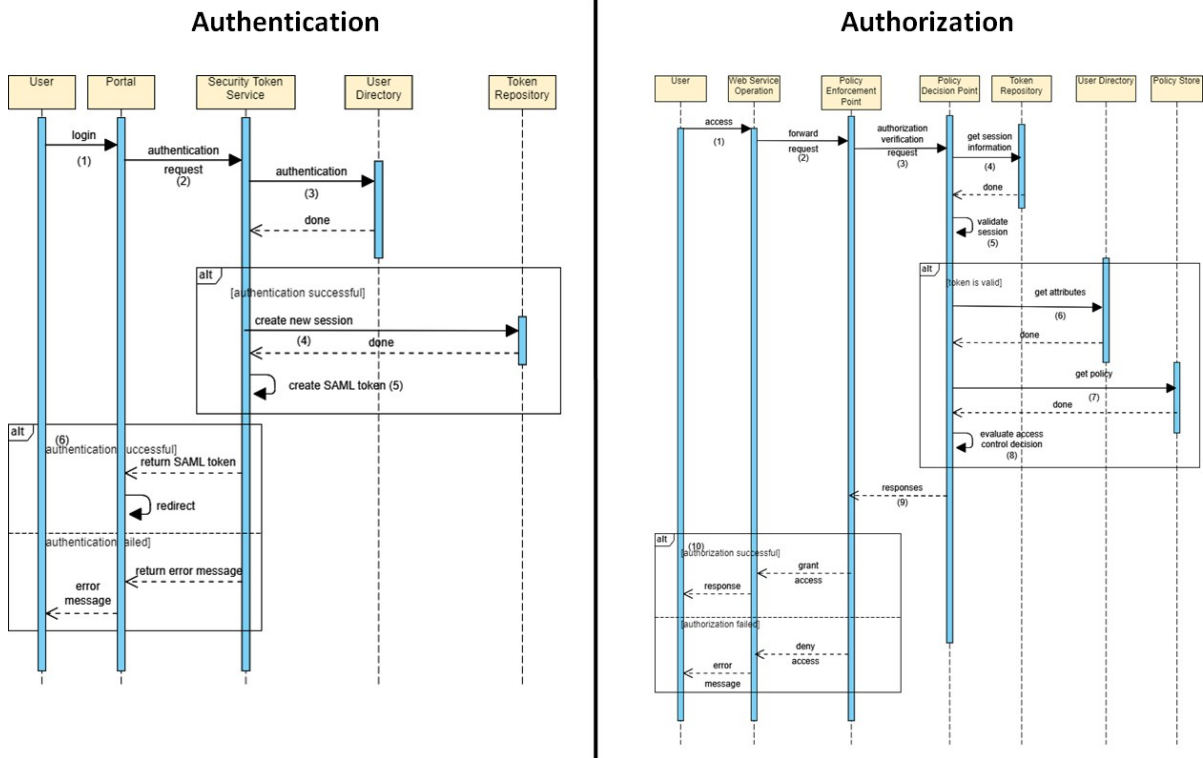 Authentication
User
Portal
Security Token
Service
User
Directory
Token
Repository
login
(1)
authentication
request
(2)
authentication
(3)
done
alt
[authentication successful]
create new session
(4)
done
create SAML token (5)
alt
(6)
authentication successful]
return SAML token
redirect
authentication failed]
return error message
error
message
Authorization
User
Web Service
Operation
Policy
Enforcement
Point
Policy
Decision Point
Token
Repository
User Directory
Policy Store
access
(1)
forward
request
(2)
authorization
verification
request
(3)
get session
information
(4)
done
validate
session
(5)
alt
[token is valid]
get attributes
(6)
done
get policy
(7)
done
evaluate access
control decision
(8)
responses
(9)
alt
(10)
[authorization successful]
grant
access
response
[authorization failed]
deny
access
error
message